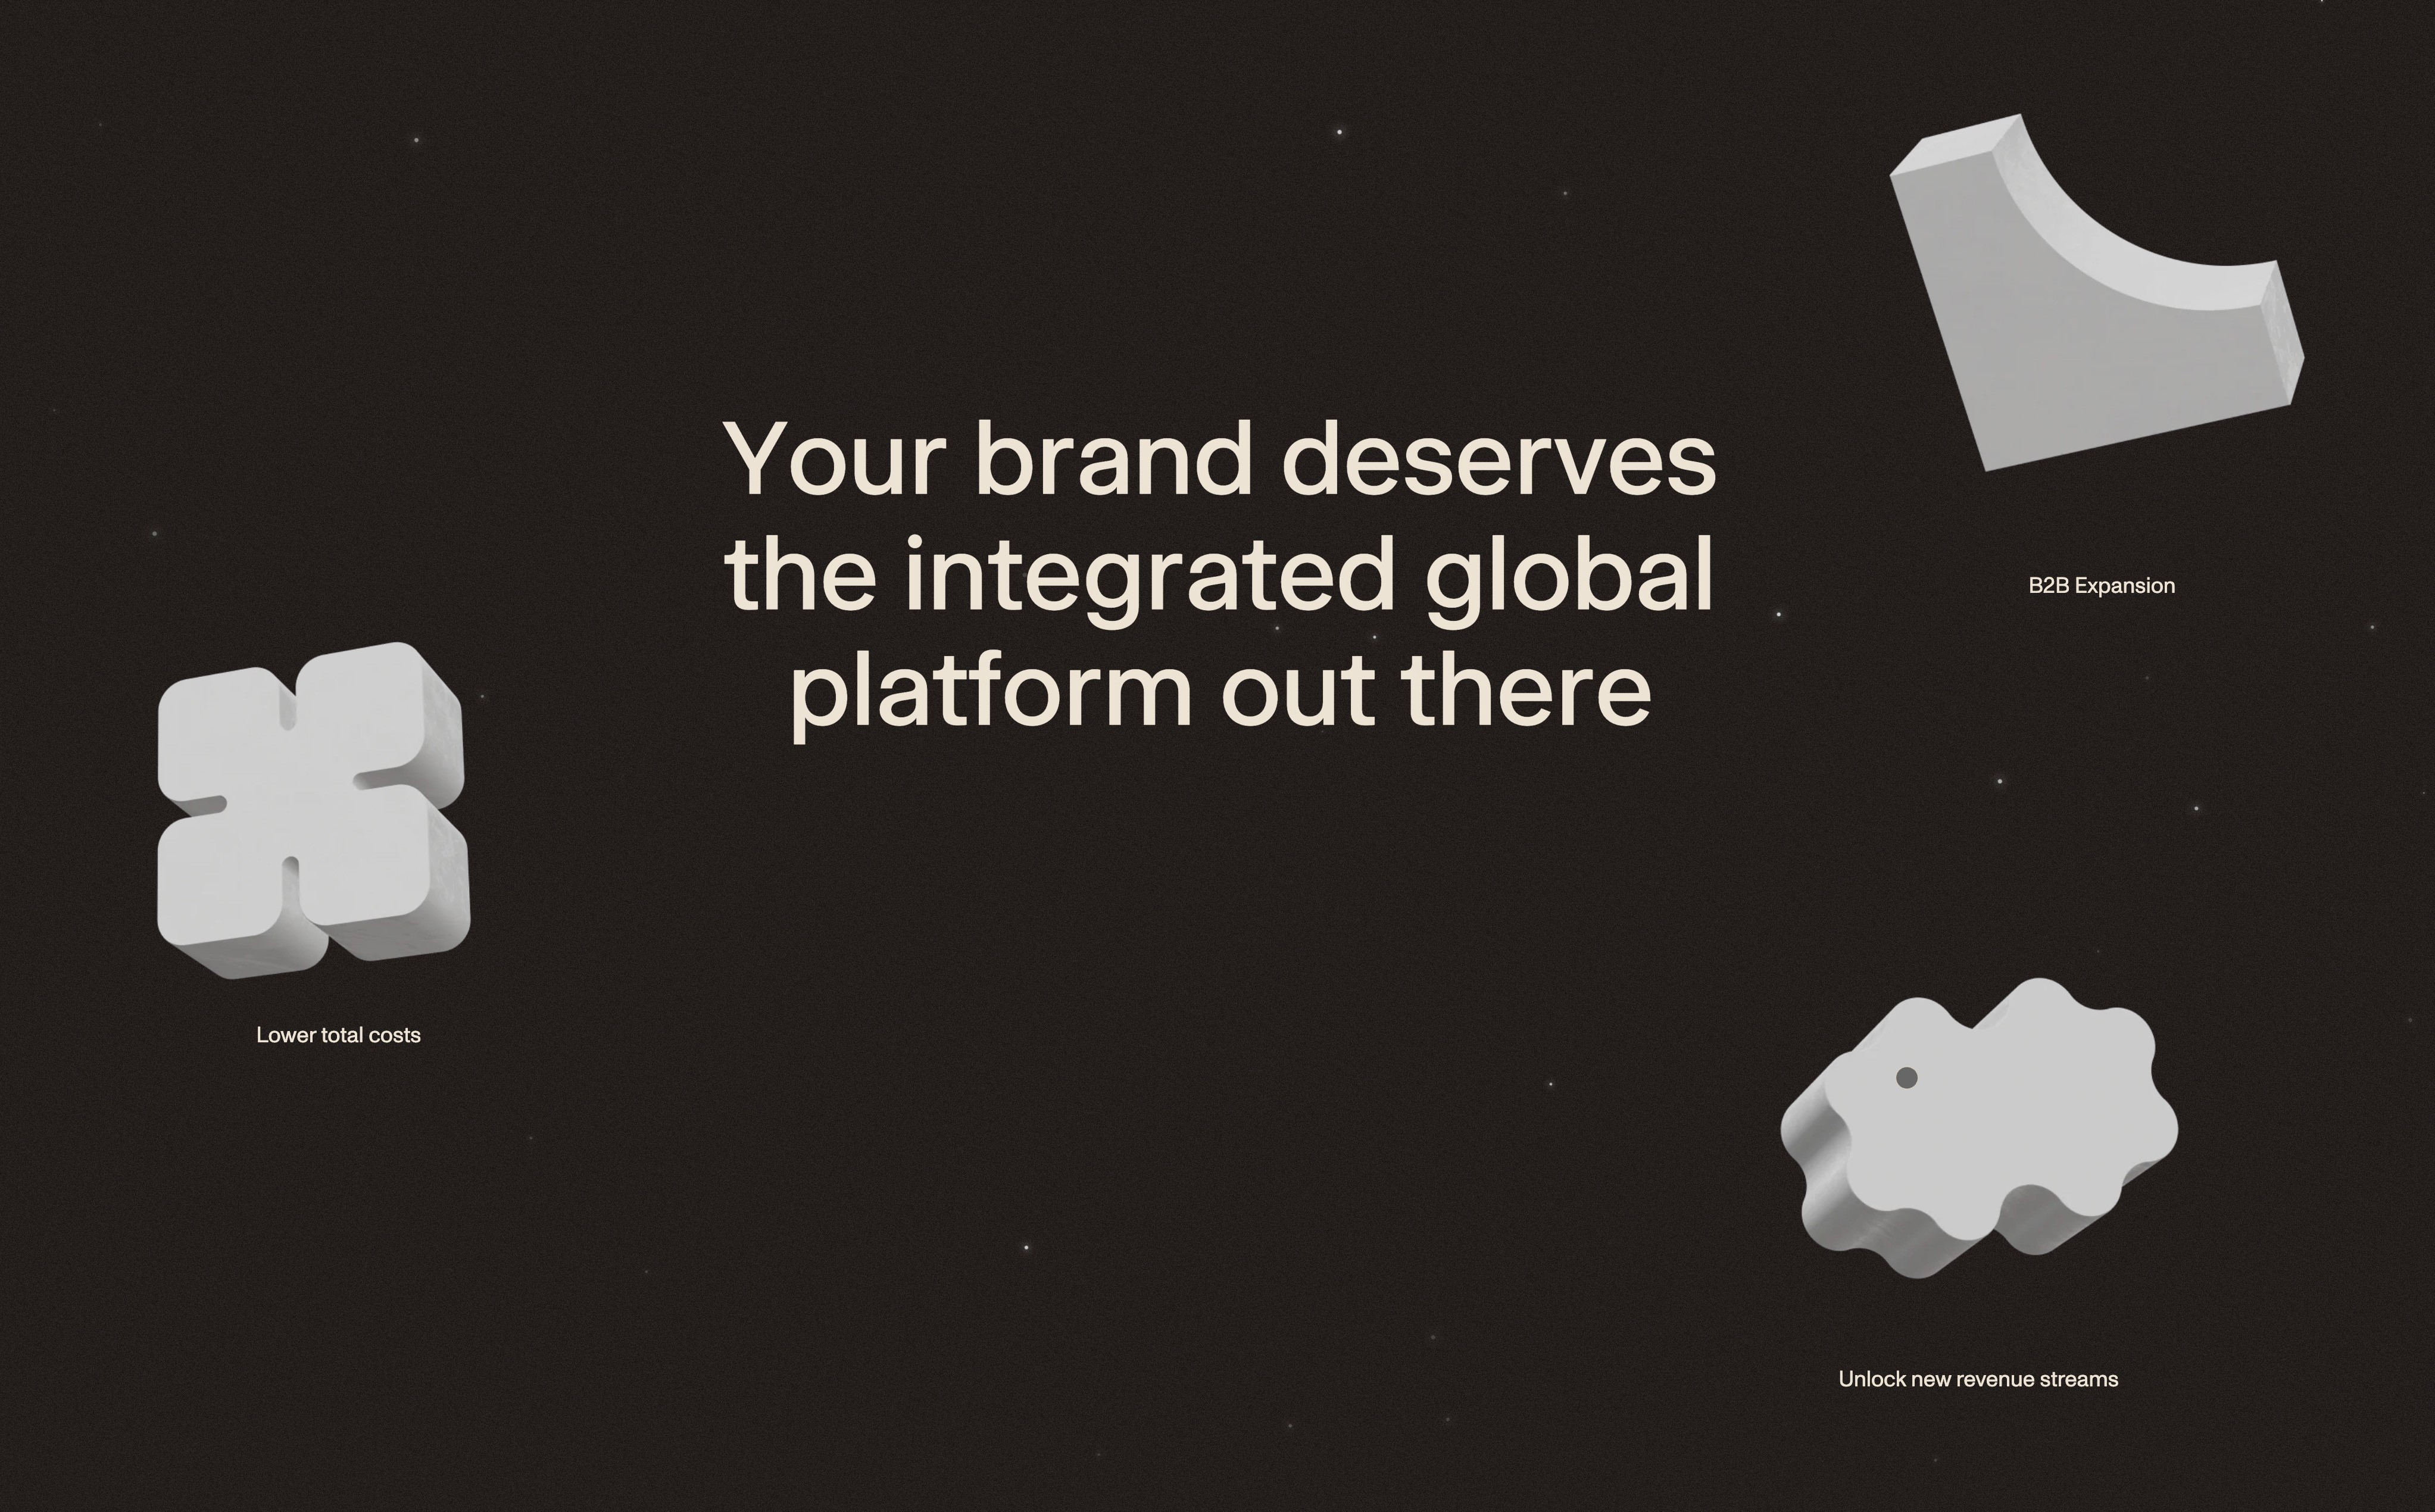 Your brand deserves
the integrated global
platform out there
B2B Expansion
Lower total costs
Unlock new revenue streams